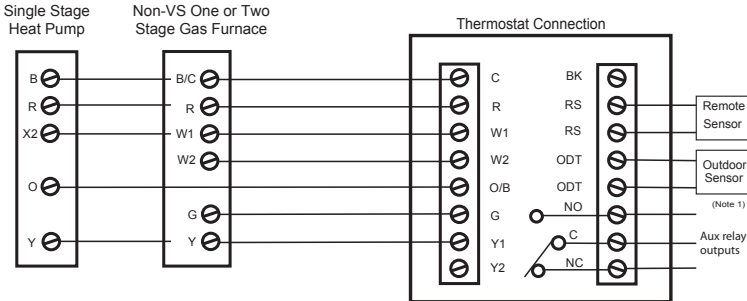 Single Stage
Heat Pump
Non-VS One or Two
Stage Gas Furnace
Thermostat Connection
B
R
X2
O
Y
B/C
R
W1
W2
G
Y
C
R
W1
W2
O/B
G
Y1
Y2
BK
RS
RS
ODT
ODT
NO
C
NC
Remote
Sensor
Outdoor
Sensor
(Note 1)
Aux relay
outputs